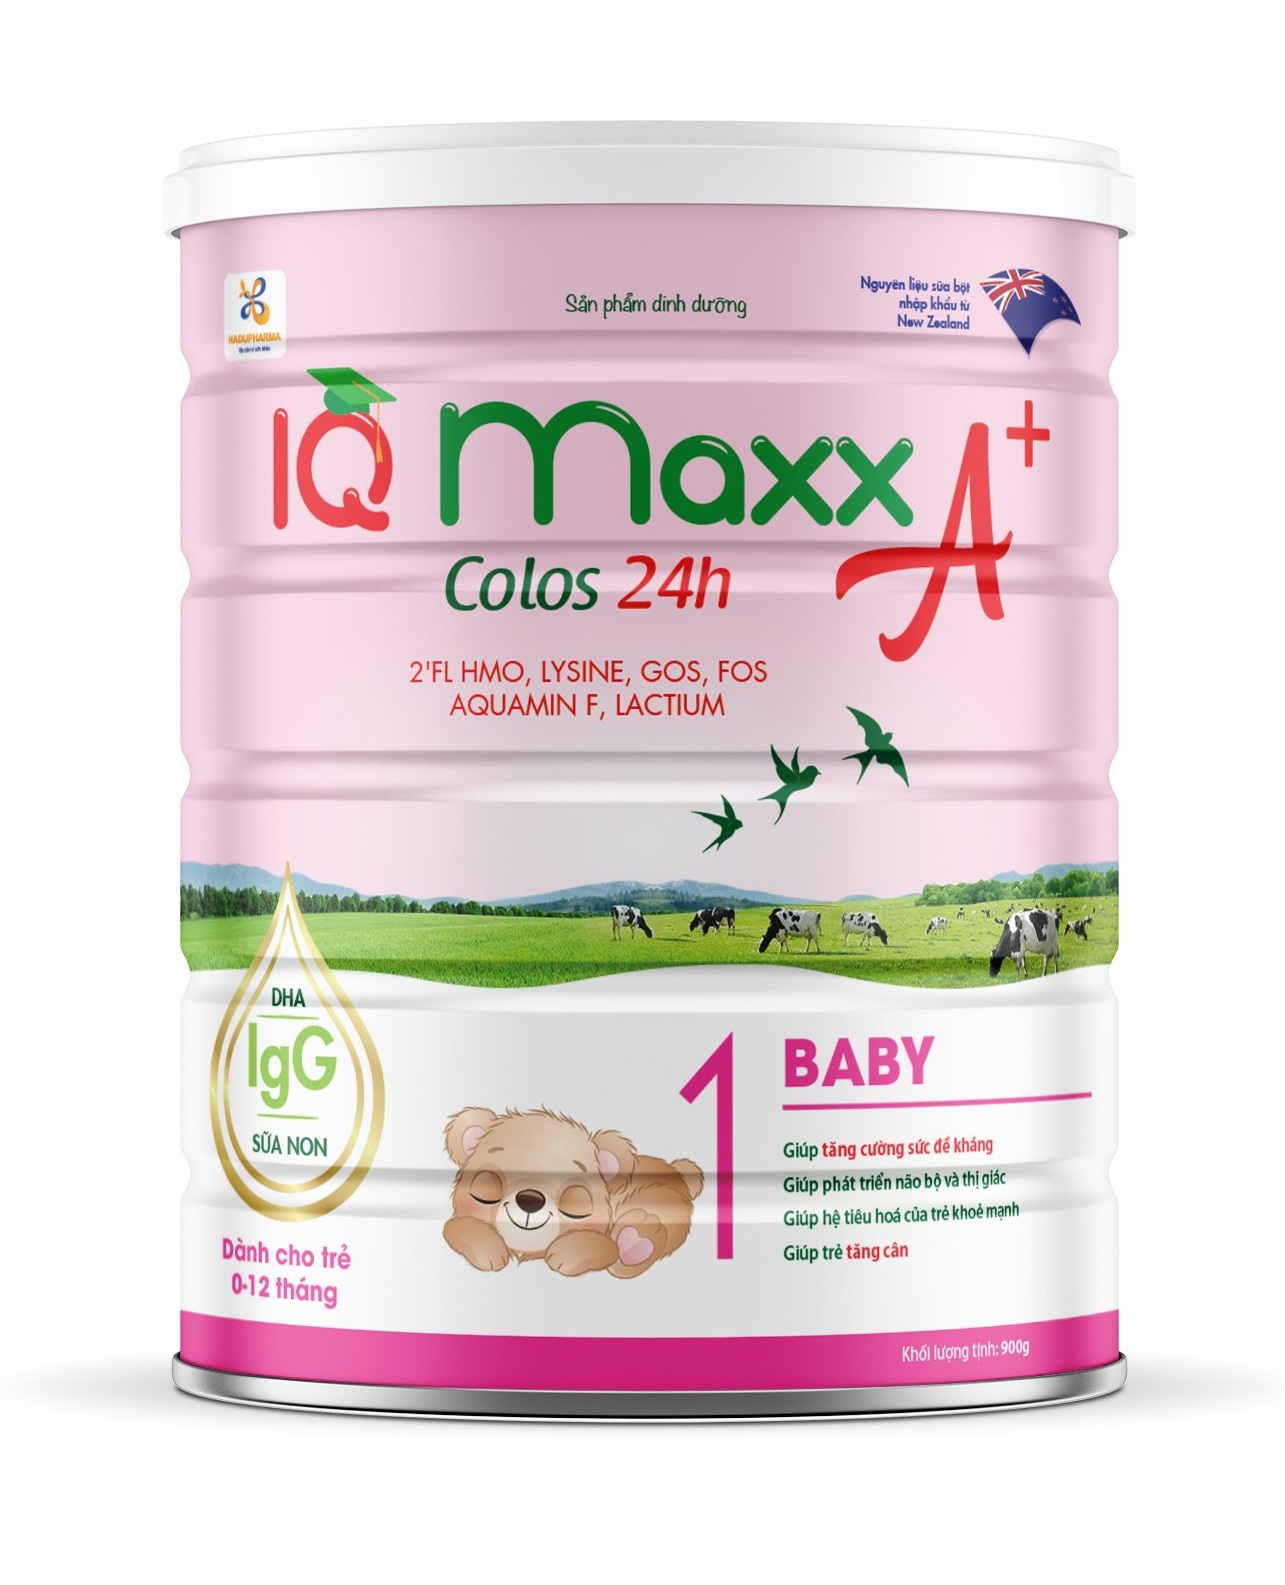 HADUPHARMA
Sản phẩm dinh dưỡng
Nguyên liệu sữa bột
nhập khẩu từ
New Zealand
IQ Maxx A+
Colos 24h
2'FL HMO, LYSINE, GOS, FOS
AQUAMIN F, LACTIUM
DHA
IgG
SỮA NON
Dành cho trẻ
0-12 tháng
1 BABY
Giúp tăng cường sức đề kháng
Giúp phát triển não bộ và thị giác
Giúp hệ tiêu hoá của trẻ khoẻ mạnh
Giúp trẻ tăng cân
Khối lượng tịnh: 900g